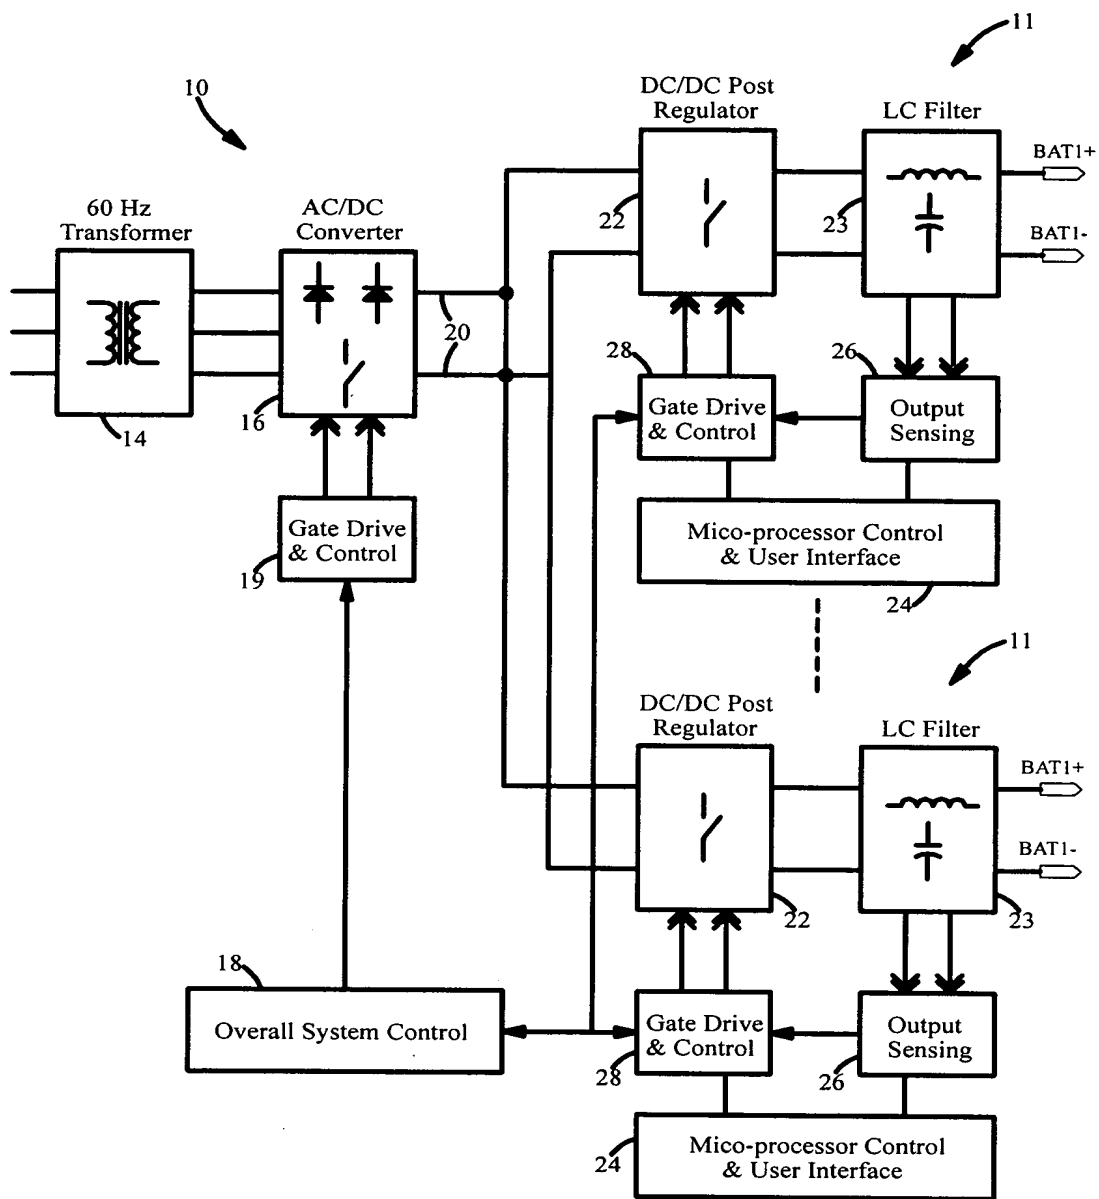 11
10
DC/DC Post
Regulator
LC Filter
BAT1+
22
23
BAT1-
60 Hz
Transformer
AC/DC
Converter
20
14
16
28
26
Gate Drive
& Control
Output
Sensing
Gate Drive
& Control
19
Mico-processor Control
& User Interface
24
11
DC/DC Post
Regulator
LC Filter
BAT1+
BAT1-
22
23
18
Overall System Control
Gate Drive
& Control
Output
Sensing
28
26
24
Mico-processor Control
& User Interface